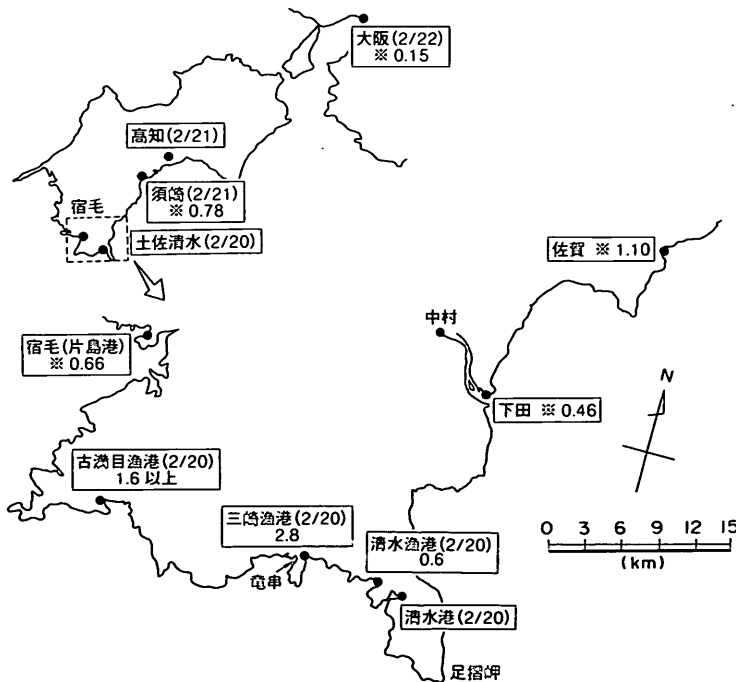 大阪(2/22)
※ 0.15
高知(2/21)
須崎(2/21)
※ 0.78
宿毛
土佐清水(2/20)
佐賀 ※ 1.10
中村
宿毛(片島港)
※ 0.66
下田 ※ 0.46
N
古満目漁港(2/20)
1.6 以上
三崎漁港(2/20)
2.8
清水漁港(2/20)
0.6
0 3 6 9 12 15
(km)
竜串
清水港(2/20)
足摺岬